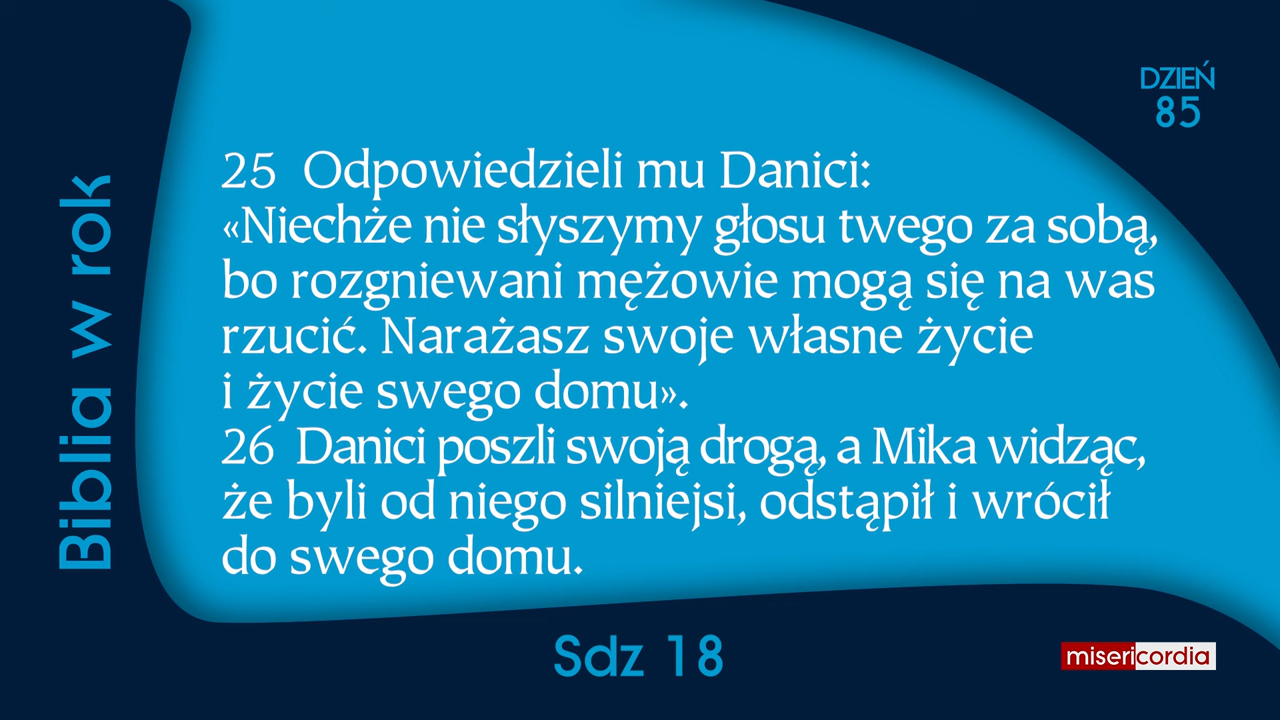 DZIEŃ
85
Biblia w rok
25 Odpowiedzieli mu Danici:
«Niechże nie słyszymy głosu twego za sobą,
bo rozgniewani mężowie mogą się na was
rzucić. Narażasz swoje własne życie
i życie swego domu».
26 Danici poszli swoją drogą, a Mika widząc,
że byli od niego silniejsi, odstąpił i wrócił
do swego domu.
Sdz 18
misericordia